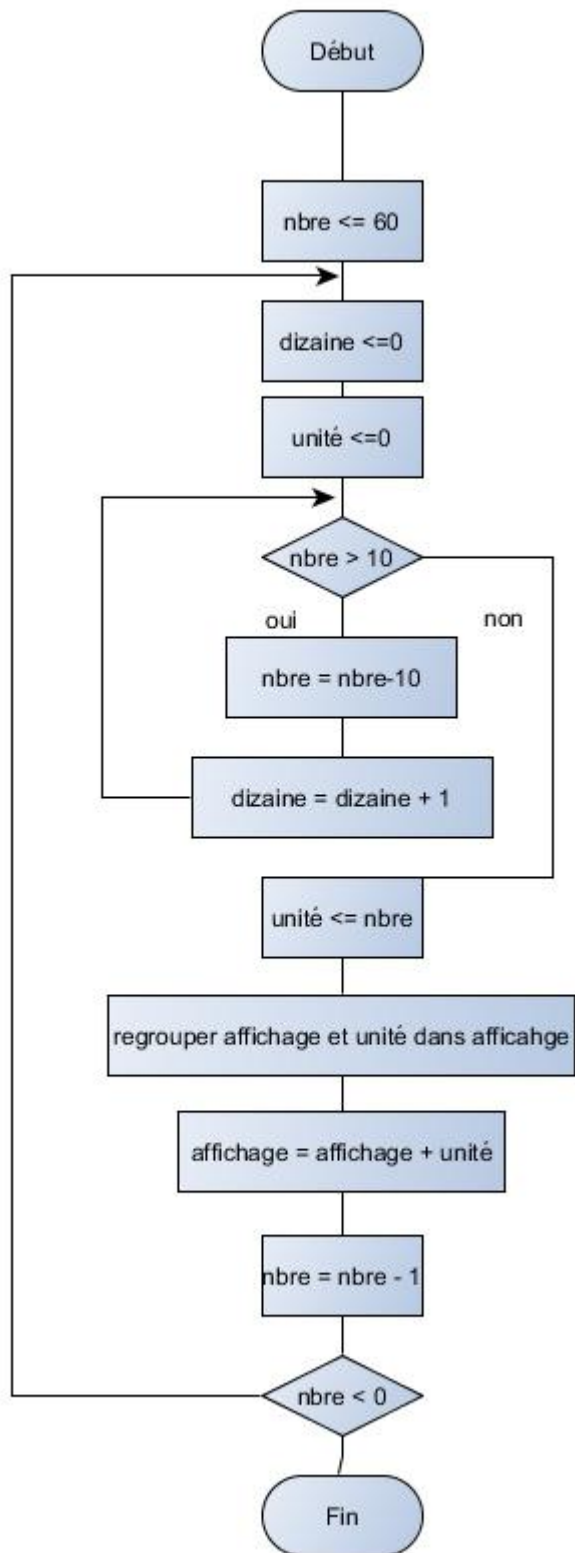 Début
nbre <= 60
dizaine <=0
unité <=0
nbre > 10
oui
non
nbre = nbre-10
dizaine = dizaine + 1
unité <= nbre
regrouper affichage et unité dans afficahge
affichage = affichage + unité
nbre = nbre - 1
nbre < 0
Fin